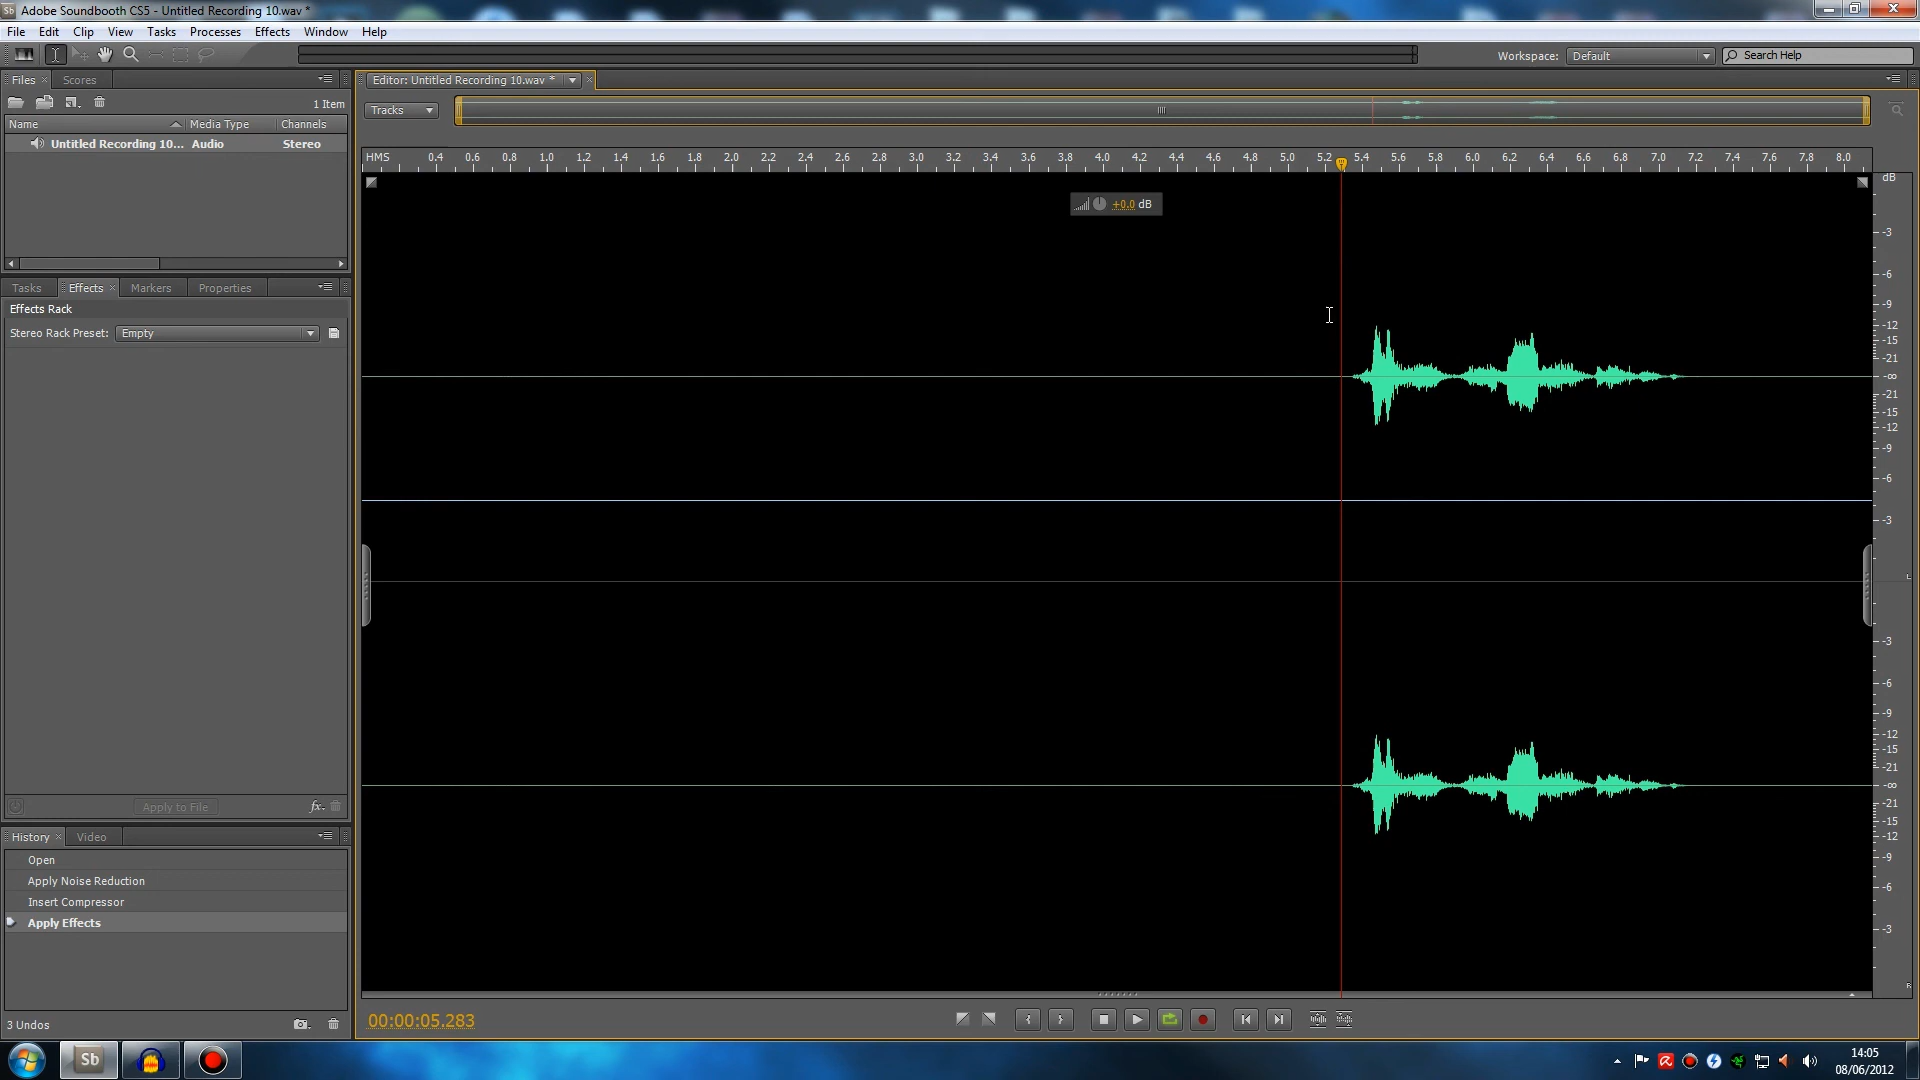 Sb Adobe Soundbooth CS5 - Untitled Recording 10.wav *
File Edit Clip View Tasks Processes Effects Window Help
Workspace: Default Search Help
Files Scores
Editor: Untitled Recording 10.wav *
1 Item
Tracks
Name Media Type Channels
Untitled Recording 10... Audio Stereo
HMS 0.4 0.6 0.8 1.0 1.2 1.4 1.6 1.8 2.0 2.2 2.4 2.6 2.8 3.0 3.2 3.4 3.6 3.8 4.0 4.2 4.4 4.6 4.8 5.0 5.2 5.4 5.6 5.8 6.0 6.2 6.4 6.6 6.8 7.0 7.2 7.4 7.6 7.8 8.0
dB
+0.0 dB
-3
-6
-9
-12
-15
-21
-∞
-21
-15
-12
-9
-6
-3
L
-3
-6
-9
-12
-15
-21
-∞
-21
-15
-12
-9
-6
-3
R
Tasks Effects Markers Properties
Effects Rack
Stereo Rack Preset: Empty
Apply to File fx
History Video
Open
Apply Noise Reduction
Insert Compressor
Apply Effects
3 Undos
00:00:05.283
Sb
14:05
08/06/2012